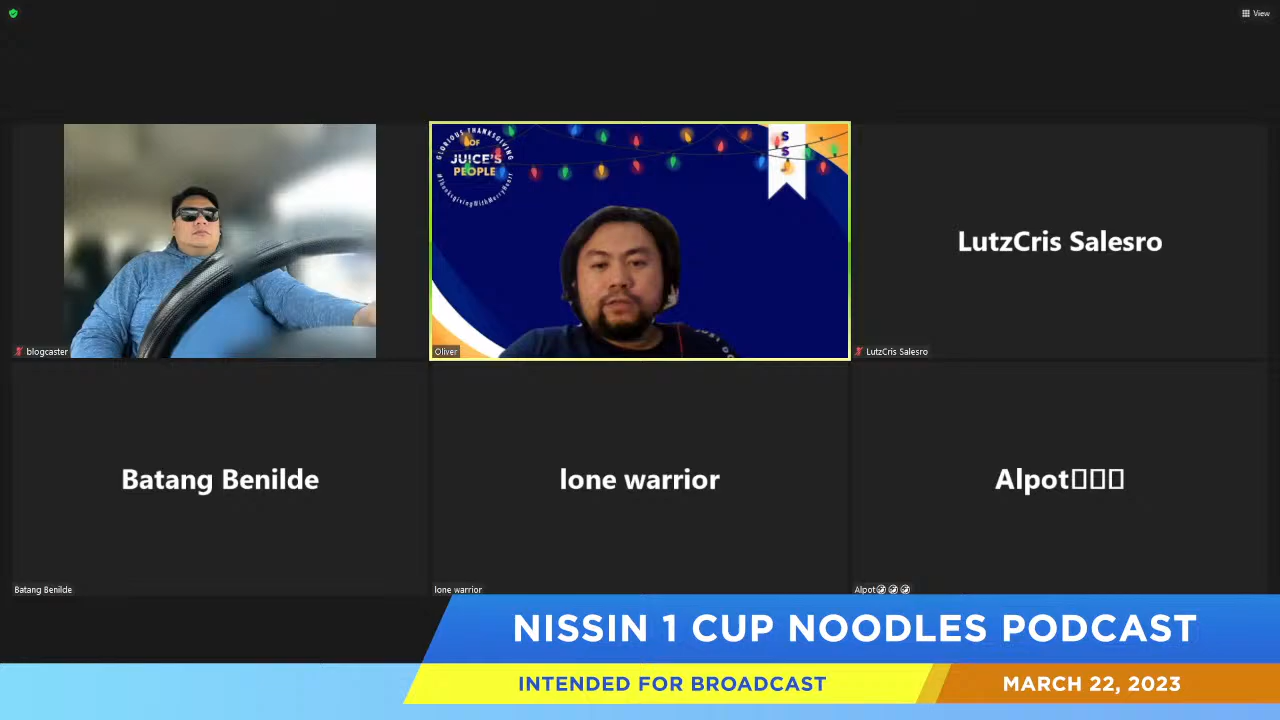 View
GLORIOUS THANKSGIVING
OF
JUICE'S
PEOPLE
#ThanksgivingWithMerryHeart
S
S
blogcaster
Oliver
LutzCris Salesro
LutzCris Salesro
Batang Benilde
Batang Benilde
lone warrior
lone warrior
Alpot
Alpot
NISSIN 1 CUP NOODLES PODCAST
INTENDED FOR BROADCAST
MARCH 22, 2023